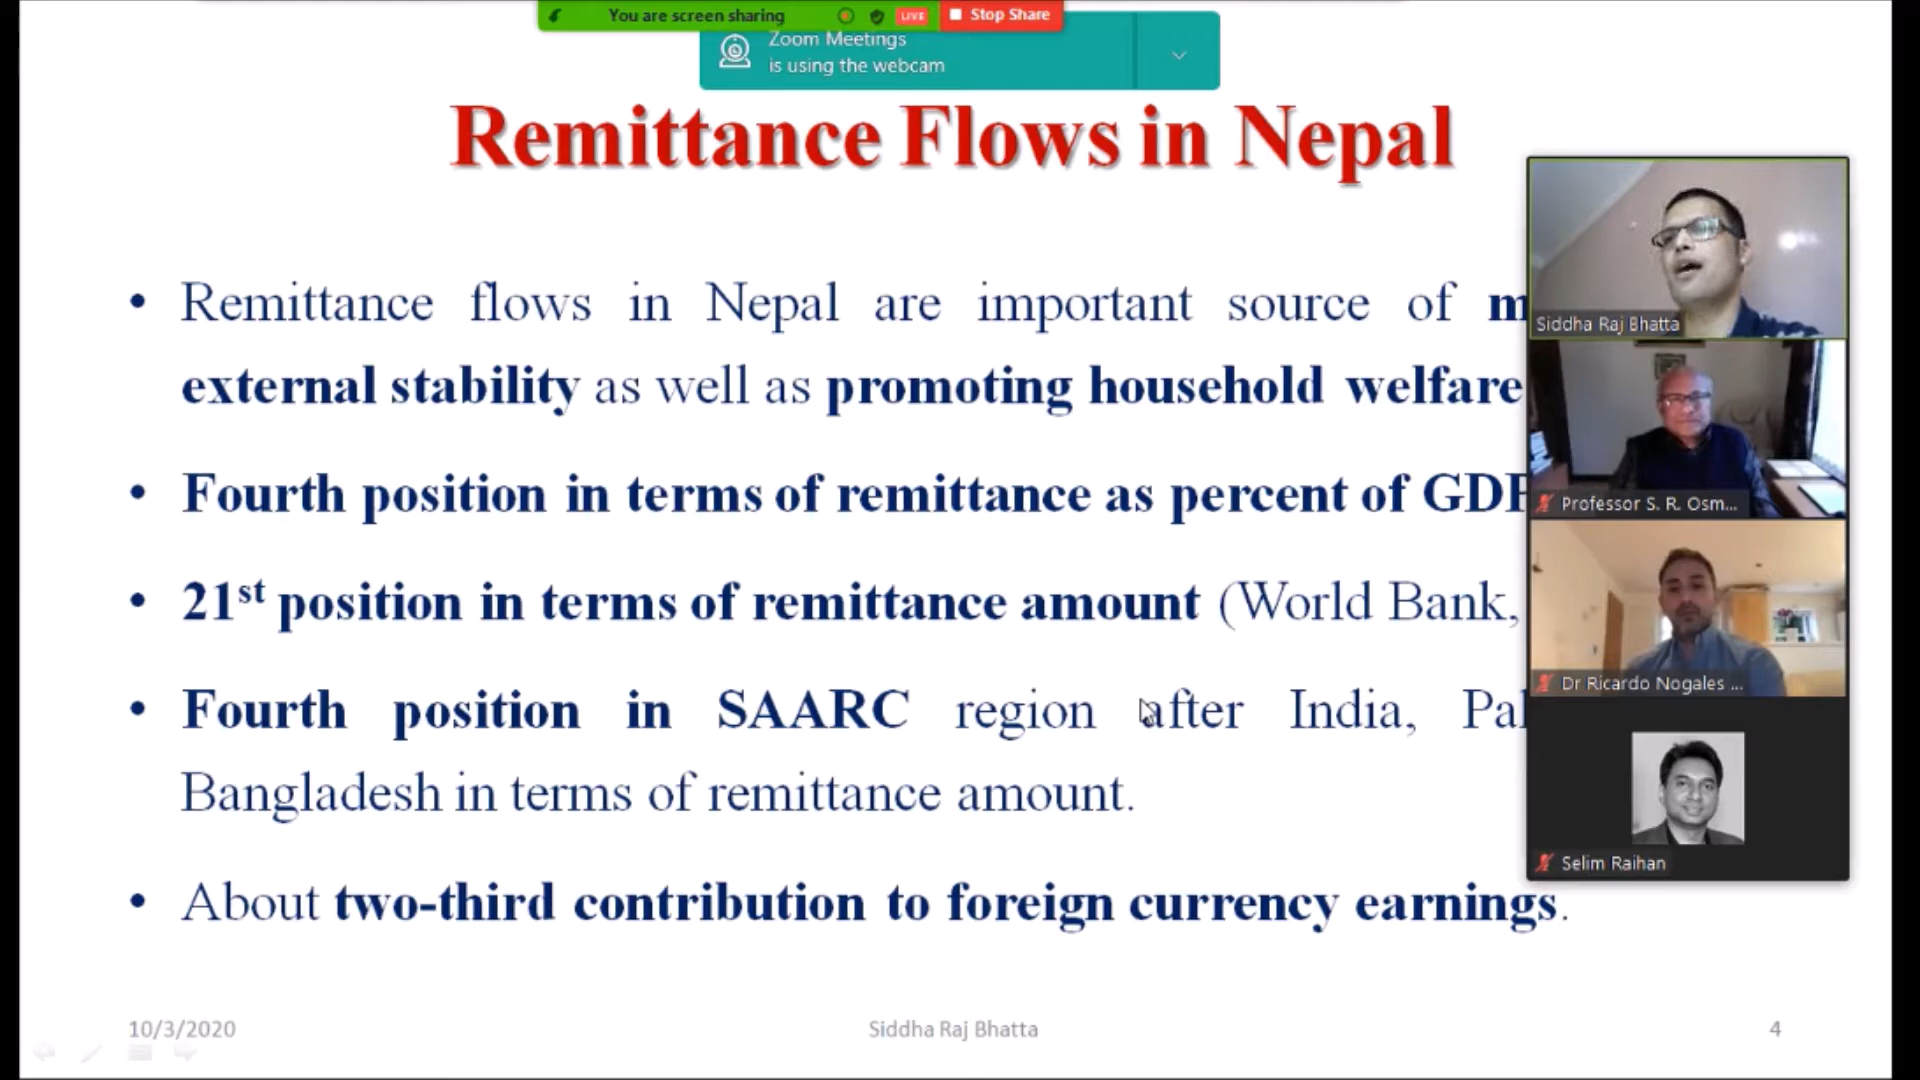 You are screen sharing LIVE Stop Share
Zoom Meetings
is using the webcam
Remittance Flows in Nepal
• Remittance flows in Nepal are important source of
external stability as well as promoting household welfare
• Fourth position in terms of remittance as percent of GDP
• 21st position in terms of remittance amount (World Bank,
• Fourth position in SAARC region after India,
Bangladesh in terms of remittance amount.
• About two-third contribution to foreign currency earnings.
Siddha Raj Bhatta
Professor S. R. Osm...
Dr Ricardo Nogales ...
Selim Raihan
10/3/2020 Siddha Raj Bhatta 4